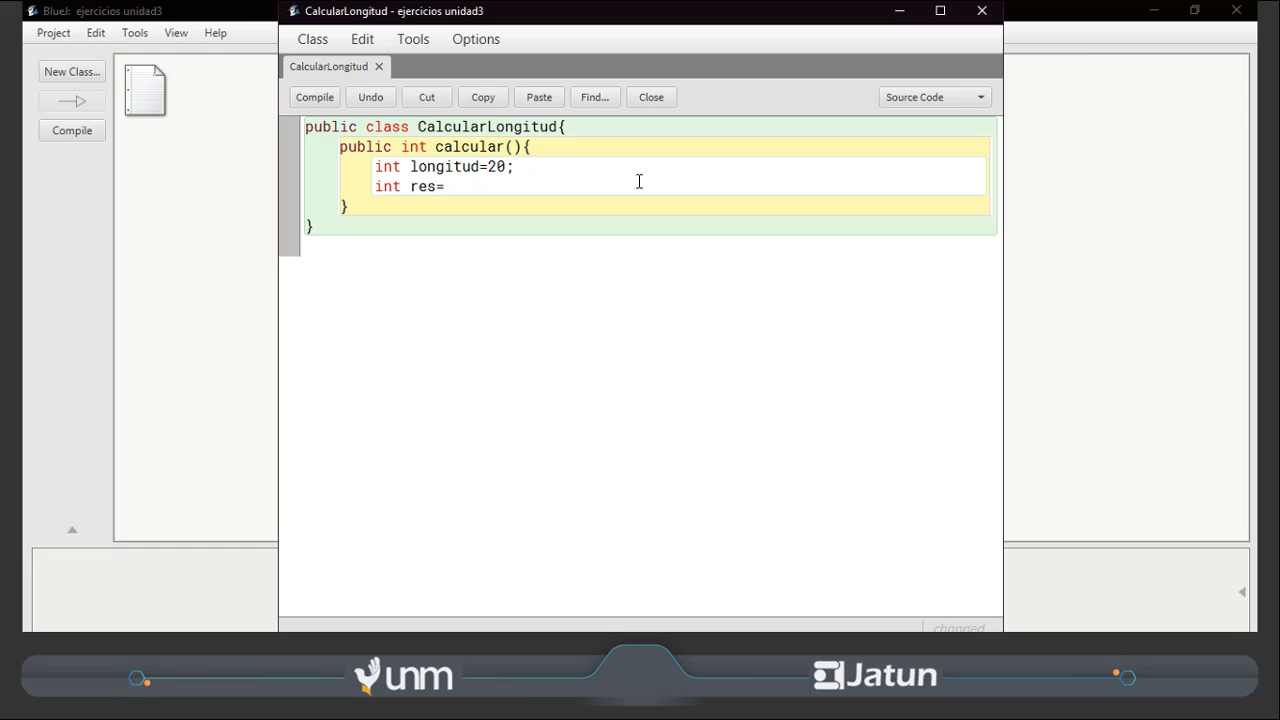 BlueJ: ejercicios unidad3
Project Edit Tools View Help
New Class...
Compile
CalcularLongitud - ejercicios unidad3
Class Edit Tools Options
CalcularLongitud
Compile Undo Cut Copy Paste Find... Close Source Code
public class CalcularLongitud{
public int calcular(){
int longitud=20;
int res=
}
}
changed
unm
Jatun